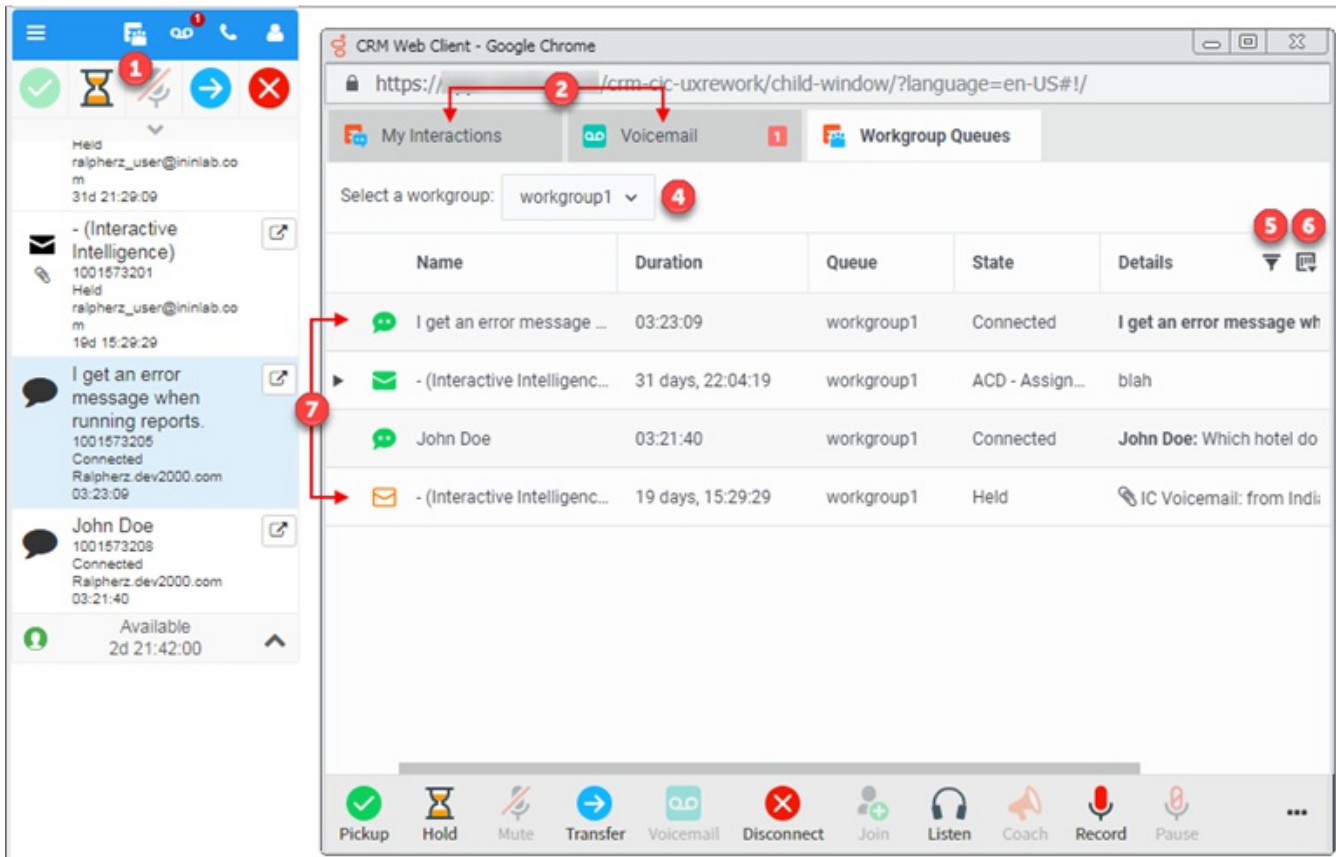 1
1
Held
ralpherz_user@ininlab.co
m
31d 21:29:09
- (Interactive
Intelligence)
1001573201
Held
ralpherz_user@ininlab.co
m
19d 15:29:29
I get an error
message when
running reports.
1001573205
Connected
Ralpherz.dev2000.com
03:23:09
John Doe
1001573208
Connected
Ralpherz.dev2000.com
03:21:40
Available
2d 21:42:00
CRM Web Client - Google Chrome
https:// /crm-cic-uxrework/child-window/?language=en-US#!/
2
My Interactions Voicemail 1 Workgroup Queues
Select a workgroup: workgroup1 4
5 6
Name Duration Queue State Details
I get an error message ... 03:23:09 workgroup1 Connected I get an error message wh
- (Interactive Intelligenc... 31 days, 22:04:19 workgroup1 ACD - Assign... blah
7
John Doe 03:21:40 workgroup1 Connected John Doe: Which hotel do
- (Interactive Intelligenc... 19 days, 15:29:29 workgroup1 Held IC Voicemail: from India
Pickup Hold Mute Transfer Voicemail Disconnect Join Listen Coach Record Pause